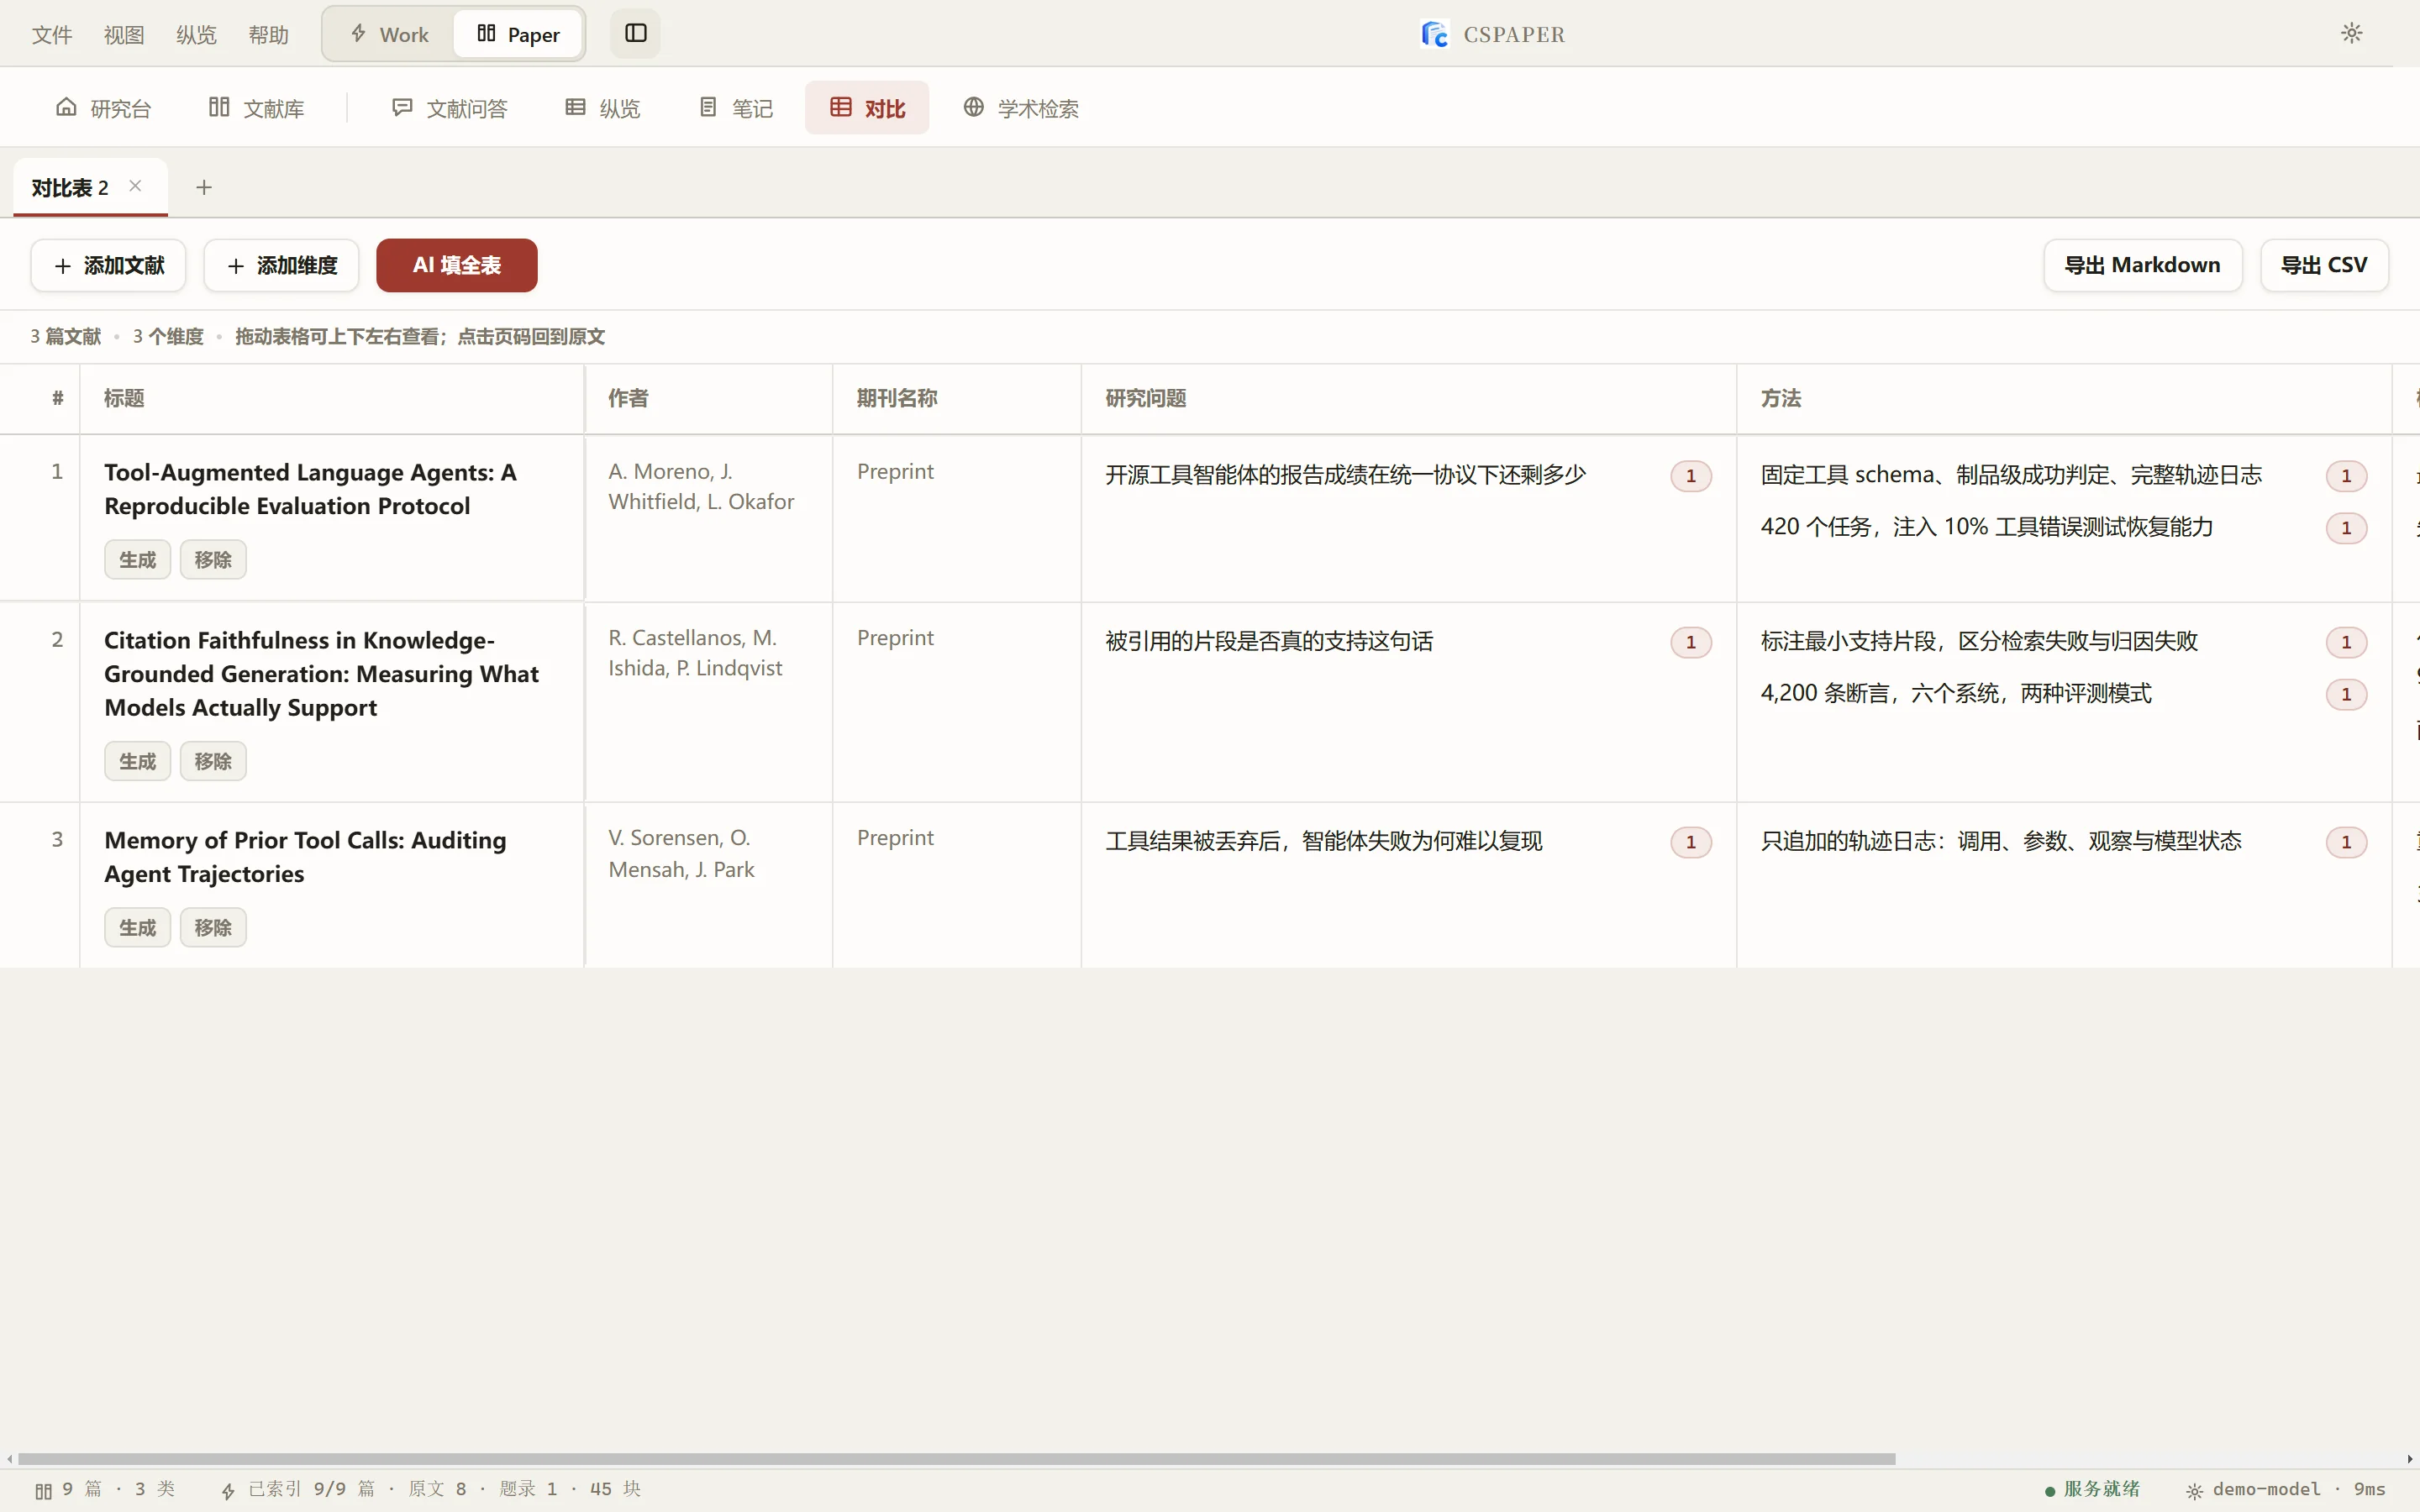 文件 视图 纵览 帮助 Work Paper CSPAPER
研究台 文献库 文献问答 纵览 笔记 对比 学术检索
对比表 2
添加文献 添加维度 AI 填全表 导出 Markdown 导出 CSV
3 篇文献 • 3 个维度 • 拖动表格可上下左右查看；点击页码回到原文
# 标题 作者 期刊名称 研究问题 方法
1
Tool-Augmented Language Agents: A
Reproducible Evaluation Protocol
生成 移除
A. Moreno, J.
Whitfield, L. Okafor
Preprint
开源工具智能体的报告成绩在统一协议下还剩多少 1
固定工具 schema、制品级成功判定、完整轨迹日志 1
420 个任务，注入 10% 工具错误测试恢复能力 1
2
Citation Faithfulness in Knowledge-
Grounded Generation: Measuring What
Models Actually Support
生成 移除
R. Castellanos, M.
Ishida, P. Lindqvist
Preprint
被引用的片段是否真的支持这句话 1
标注最小支持片段，区分检索失败与归因失败 1
4,200 条断言，六个系统，两种评测模式 1
3
Memory of Prior Tool Calls: Auditing
Agent Trajectories
生成 移除
V. Sorensen, O.
Mensah, J. Park
Preprint
工具结果被丢弃后，智能体失败为何难以复现 1
只追加的轨迹日志：调用、参数、观察与模型状态 1
9 篇 · 3 类 已索引 9/9 篇 · 原文 8 · 题录 1 · 45 块 服务就绪 demo-model · 9ms